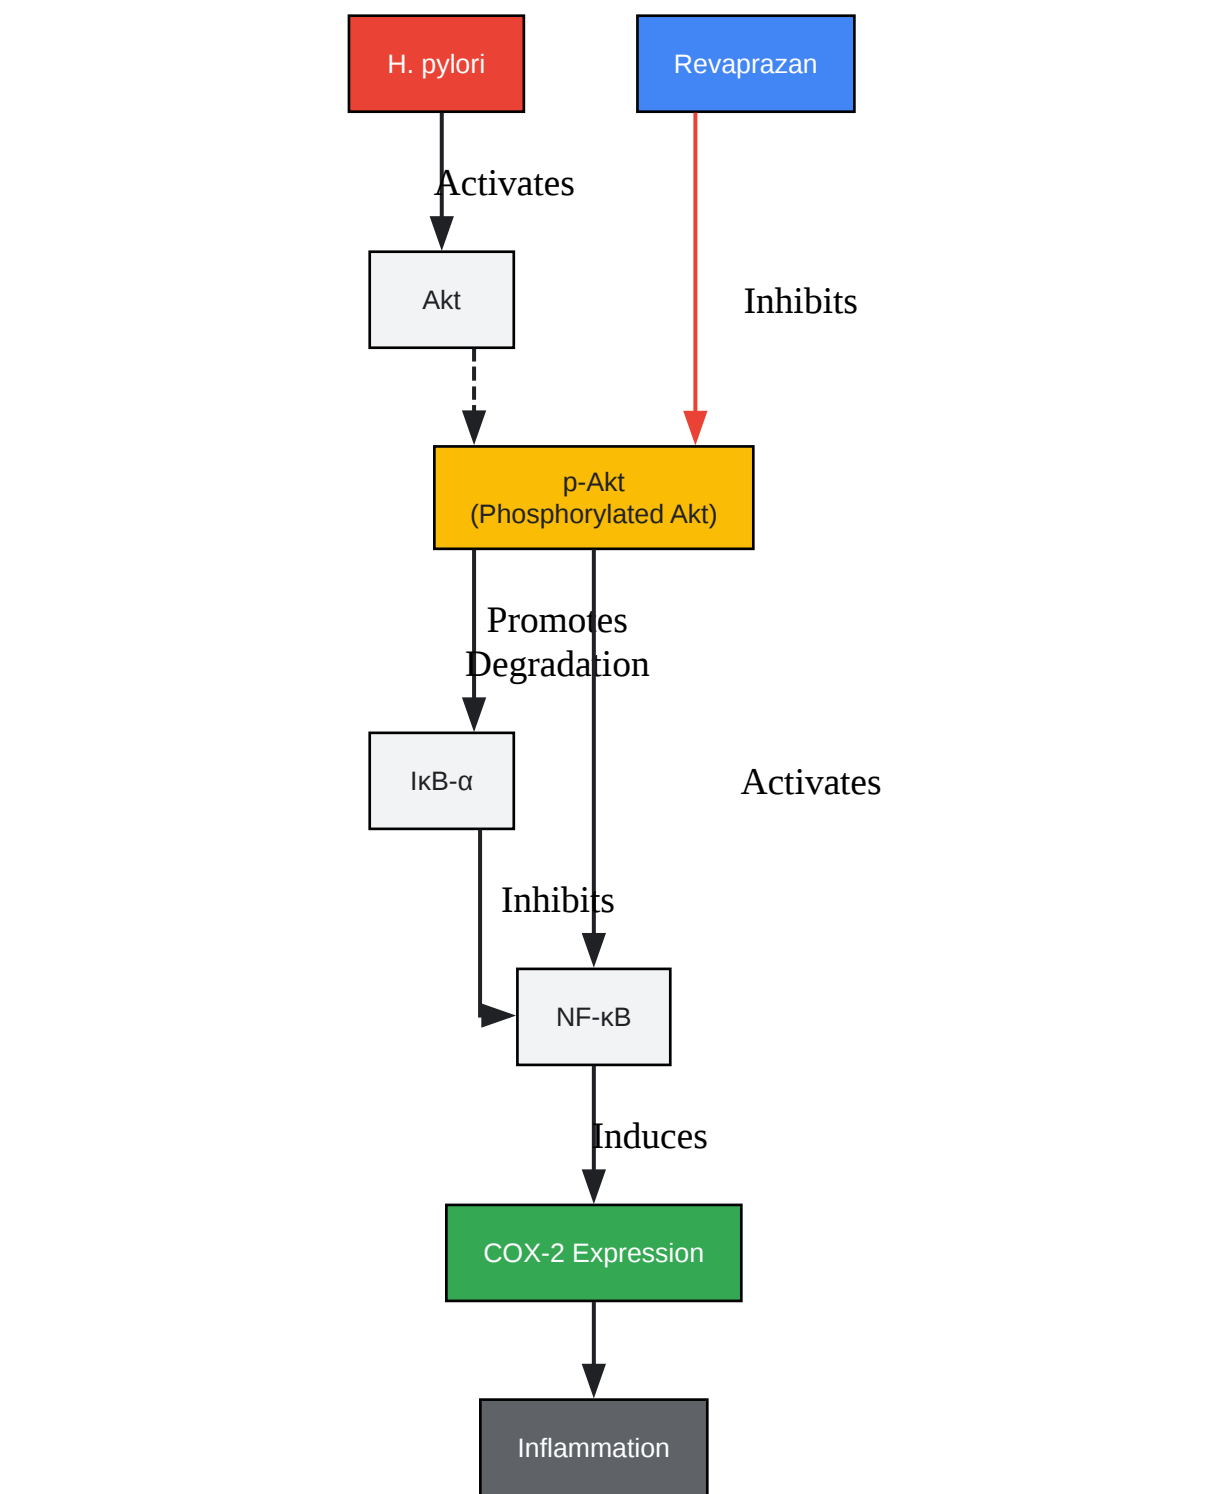 H. pylori
Revaprazan
Activates
Akt
Inhibits
p-Akt
(Phosphorylated Akt)
Promotes
Degradation
IκB-α
Activates
Inhibits
NF-κB
Induces
COX-2 Expression
Inflammation